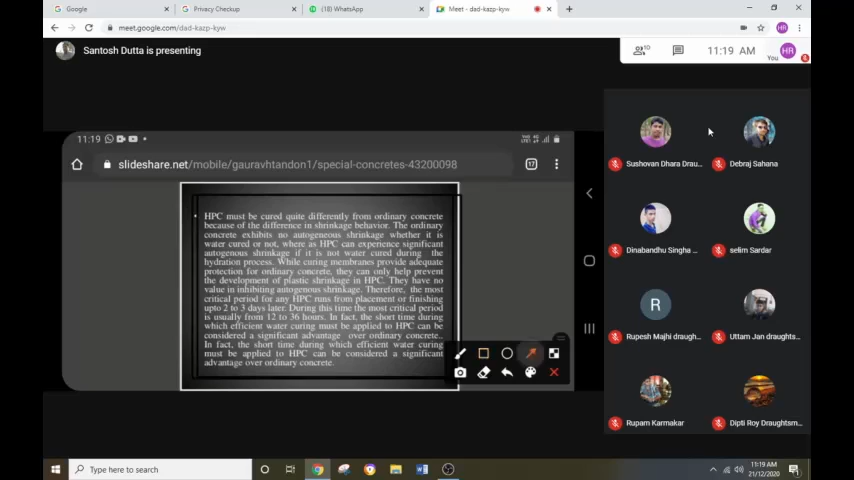 Google
Privacy Checkup
(18) WhatsApp
Meet - dad-kazp-kyw
meet.google.com/dad-kazp-kyw
HR
Santosh Dutta is presenting
10
11:19 AM
You
HR
11:19
slideshare.net/mobile/gauravhtandon1/special-concretes-43200098
17
• HPC must be cured quite differently from ordinary concrete
because of the difference in shrinkage behavior. The ordinary
concrete exhibits no autogeneous shrinkage whether it is
water cured or not, where as HPC can experience significant
autogenous shrinkage if it is not water cured during the
hydration process. While curing membranes provide adequate
protection for ordinary concrete, they can only help prevent
the development of plastic shrinkage in HPC. They have no
value in inhibiting autogenous shrinkage. Therefore, the most
critical period for any HPC runs from placement or finishing
upto 2 to 3 days later. During this time the most critical period
is usually from 12 to 36 hours. In fact, the short time during
which efficient water curing must be applied to HPC can be
considered a significant advantage over ordinary concrete..
In fact, the short time during which efficient water curing
must be applied to HPC can be considered a significant
advantage over ordinary concrete.
Sushovan Dhara Drau...
Debraj Sahana
Dinabandhu Singha ...
selim Sardar
R
Rupesh Majhi draugh...
Uttam Jan draughts...
Rupam Karmakar
Dipti Roy Draughtsm...
Type here to search
11:19 AM
21/12/2020